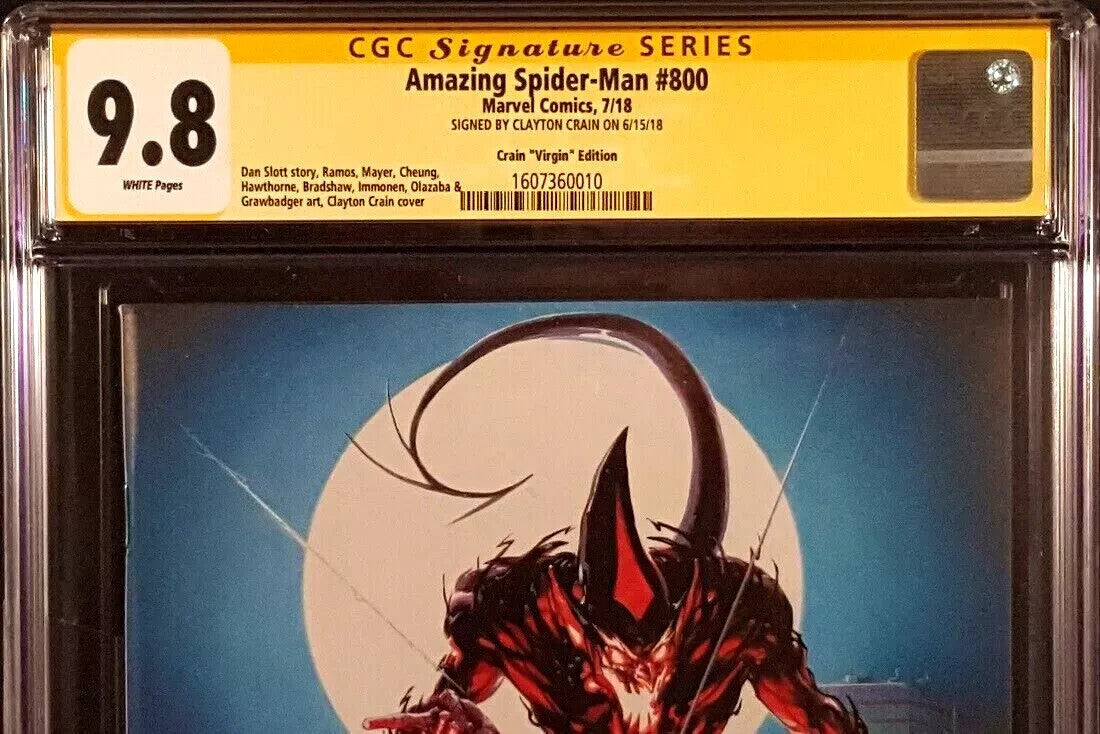 CGC Signature SERIES
Amazing Spider-Man #800
Marvel Comics, 7/18
SIGNED BY CLAYTON CRAIN ON 6/15/18
Crain "Virgin" Edition
9.8
WHITE Pages
Dan Slott story, Ramos, Mayer, Cheung,
Hawthorne, Bradshaw, Immonen, Olazaba &
Grawbadger art, Clayton Crain cover
1607360010